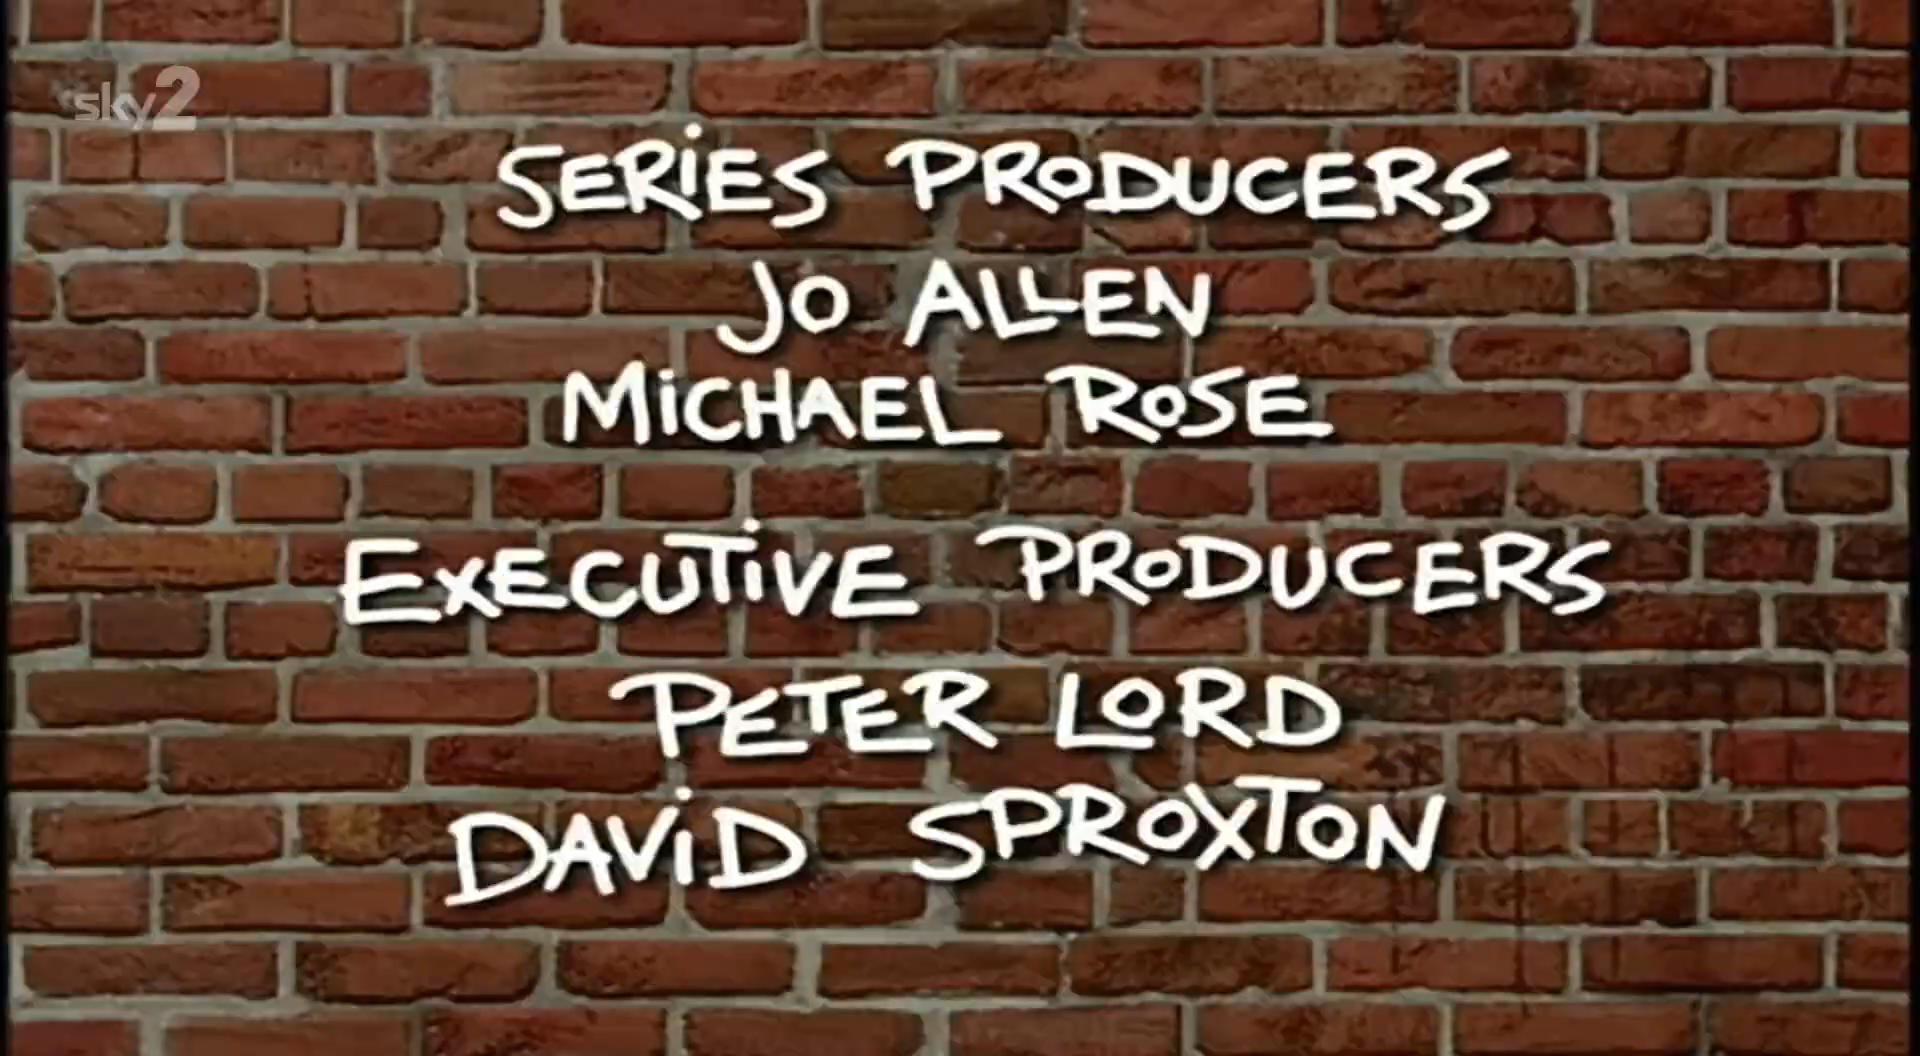 sky2
SERiES PRODUCERS
JO ALLEN
MiCHAEL ROSE
EXECUTiVE PRODUCERS
PETER LORD
DAViD SPROXTON